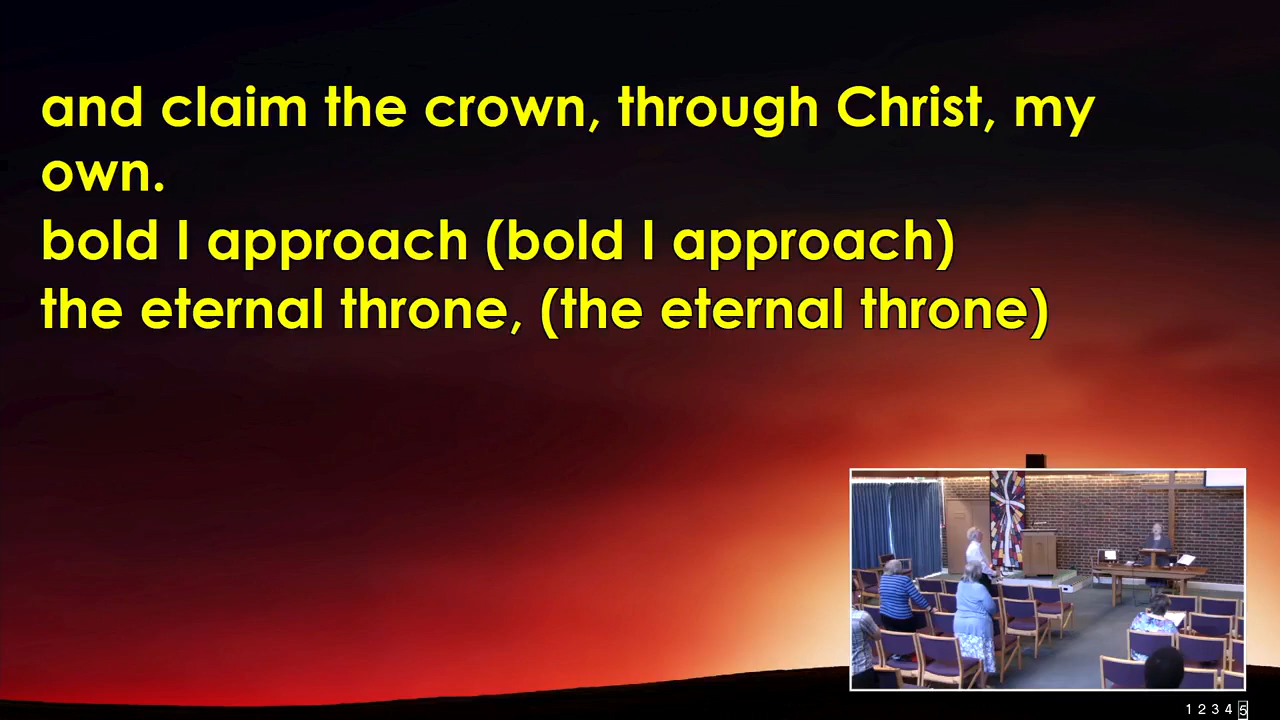 and claim the crown, through Christ, my
own.
bold I approach (bold I approach)
the eternal throne, (the eternal throne)
1 2 3 4 5